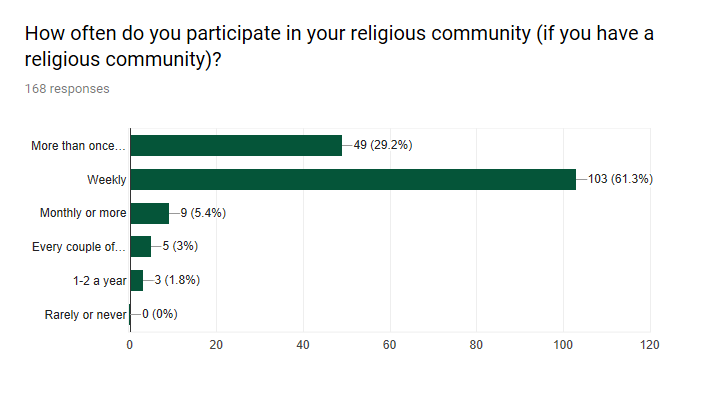 How often do you participate in your religious community (if you have a
religious community)?
168 responses
More than once... 49 (29.2%)
Weekly 103 (61.3%)
Monthly or more 9 (5.4%)
Every couple of... 5 (3%)
1-2 a year 3 (1.8%)
Rarely or never 0 (0%)
0 20 40 60 80 100 120